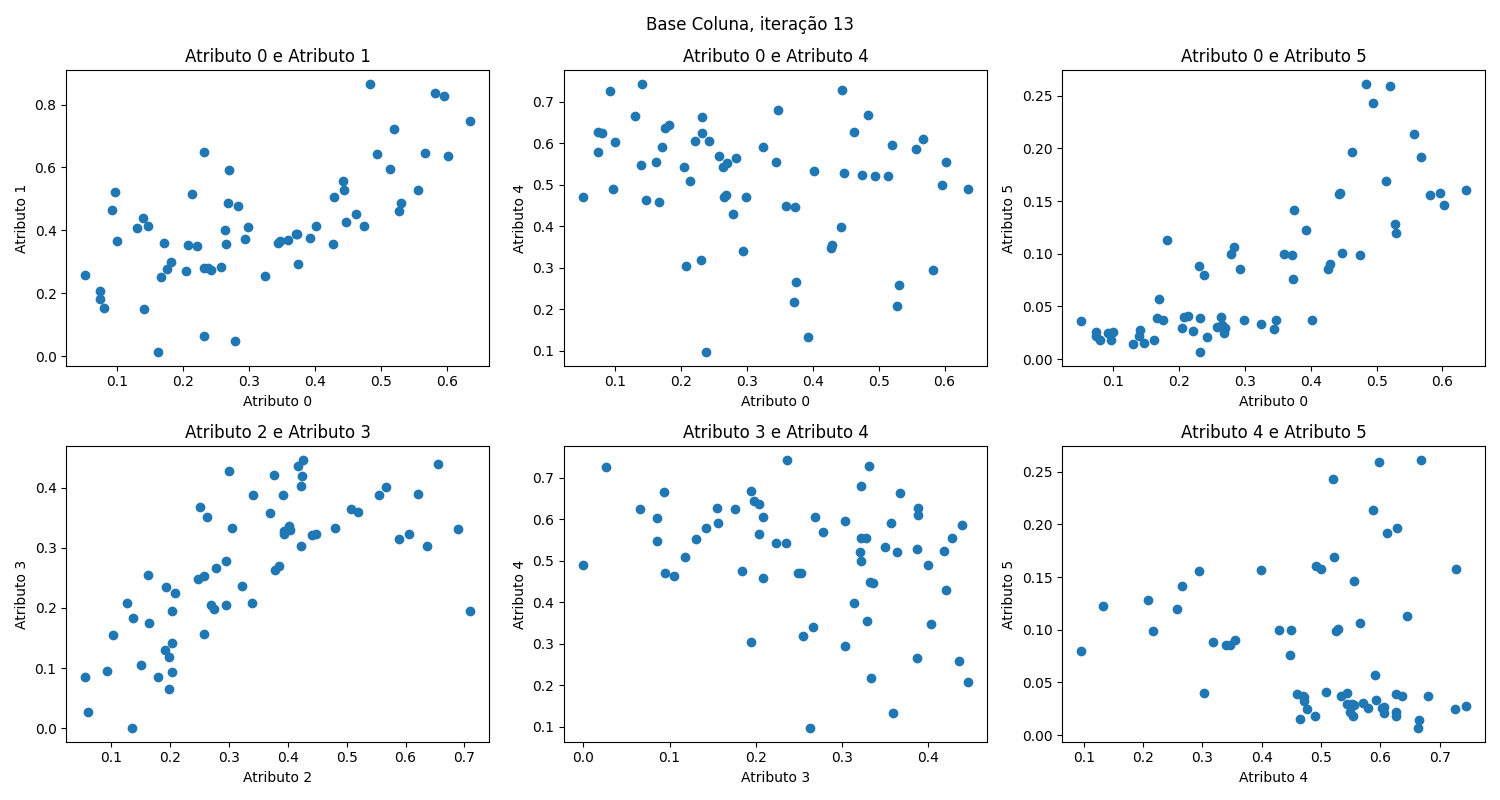 Base Coluna, iteração 13
Atributo 0 e Atributo 1
Atributo 1
0.8
0.6
0.4
0.2
0.0
0.1 0.2 0.3 0.4 0.5 0.6
Atributo 0
Atributo 0 e Atributo 4
Atributo 4
0.7
0.6
0.5
0.4
0.3
0.2
0.1
0.1 0.2 0.3 0.4 0.5 0.6
Atributo 0
Atributo 0 e Atributo 5
Atributo 5
0.25
0.20
0.15
0.10
0.05
0.00
0.1 0.2 0.3 0.4 0.5 0.6
Atributo 0
Atributo 2 e Atributo 3
Atributo 3
0.4
0.3
0.2
0.1
0.0
0.1 0.2 0.3 0.4 0.5 0.6 0.7
Atributo 2
Atributo 3 e Atributo 4
Atributo 4
0.7
0.6
0.5
0.4
0.3
0.2
0.1
0.0 0.1 0.2 0.3 0.4
Atributo 3
Atributo 4 e Atributo 5
Atributo 5
0.25
0.20
0.15
0.10
0.05
0.00
0.1 0.2 0.3 0.4 0.5 0.6 0.7
Atributo 4